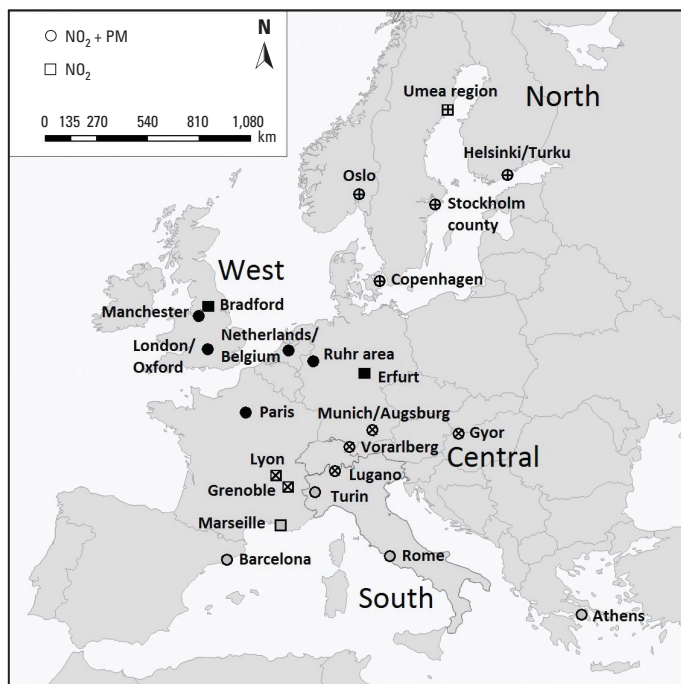 NO₂ + PM
NO₂
N
0 135 270 540 810 1,080
km
Umea region
North
Helsinki/Turku
Oslo
Stockholm
county
West
Copenhagen
Bradford
Manchester
Netherlands/
Belgium
London/
Oxford
Ruhr area
Erfurt
Paris
Munich/Augsburg
Gyor
Vorarlberg
Central
Lyon
Lugano
Grenoble
Turin
Marseille
Barcelona
Rome
South
Athens